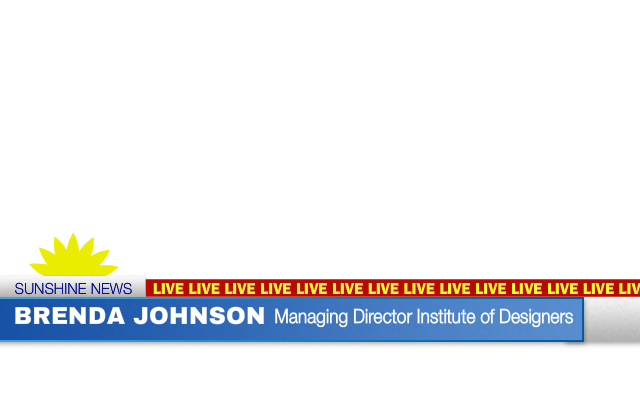 SUNSHINE NEWS
LIVE LIVE LIVE LIVE LIVE LIVE LIVE LIVE LIVE LIVE LIVE LIVE LIVE LIV
BRENDA JOHNSON Managing Director Institute of Designers